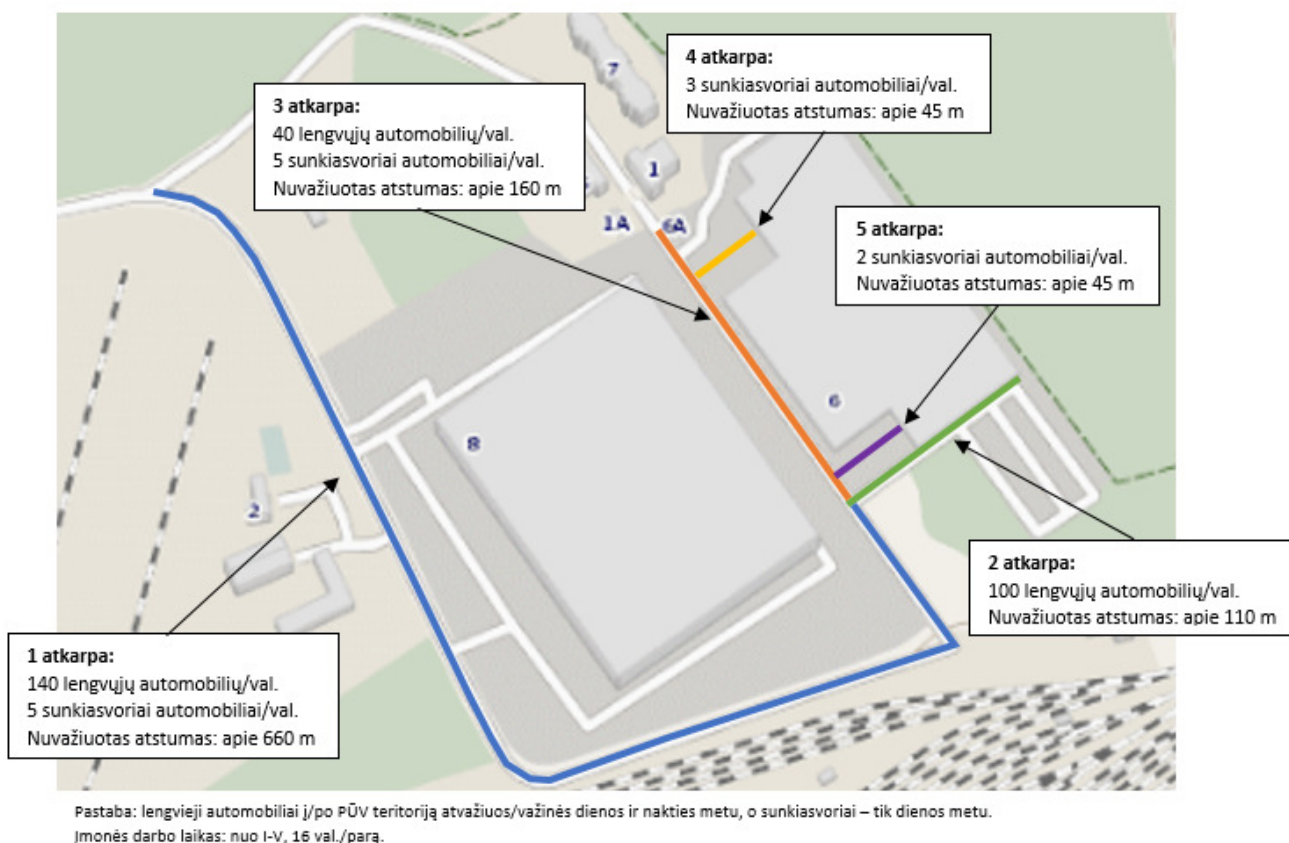 7
4 atkarpa:
3 sunkiasvoriai automobiliai/val.
Nuvažiuotas atstumas: apie 45 m
3 atkarpa:
40 lengvųjų automobilių/val.
5 sunkiasvoriai automobiliai/val.
Nuvažiuotas atstumas: apie 160 m
1
1A
6A
5 atkarpa:
2 sunkiasvoriai automobiliai/val.
Nuvažiuotas atstumas: apie 45 m
6
8
2
2 atkarpa:
100 lengvųjų automobilių/val.
Nuvažiuotas atstumas: apie 110 m
1 atkarpa:
140 lengvųjų automobilių/val.
5 sunkiasvoriai automobiliai/val.
Nuvažiuotas atstumas: apie 660 m
Pastaba: lengvieji automobiliai į/po PŪV teritoriją atvažiuos/važinės dienos ir nakties metu, o sunkiasvoriai – tik dienos metu.
Įmonės darbo laikas: nuo I-V, 16 val./parą.